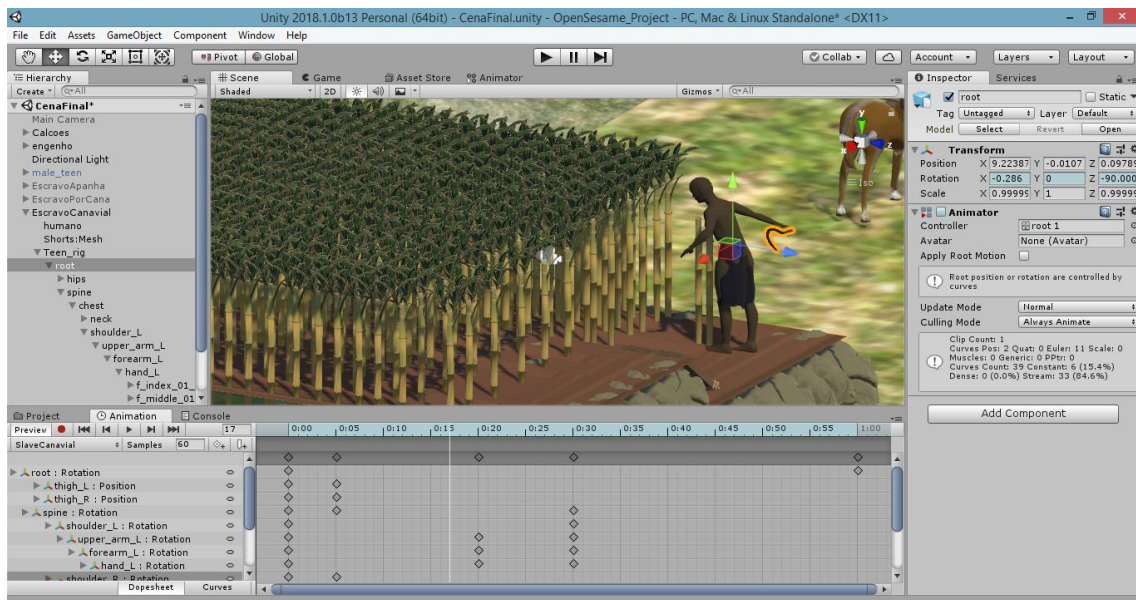 Unity 2018.1.0b13 Personal (64bit) - CenaFinal.unity - OpenSesame_Project - PC, Mac & Linux Standalone* <DX11>
File Edit Assets GameObject Component Window Help
Pivot Global Collab Account Layers Layout
Hierarchy
Create All
CenaFinal*
Main Camera
Calcoes
engenho
Directional Light
male_teen
EscravoApanha
EscravoPorCana
EscravoCanavial
humano
Shorts:Mesh
Teen_rig
root
hips
spine
chest
neck
shoulder_L
upper_arm_L
forearm_L
hand_L
f_index_01_
f_middle_01
Scene Game Asset Store Animator
Shaded 2D Gizmos All
y
x z
Iso
Inspector Services
root Static
Tag Untagged Layer Default
Model Select Revert Open
Transform
Position X 9.22387 Y -0.0107 Z 0.09789
Rotation X -0.286 Y 0 Z -90.000
Scale X 0.99999 Y 1 Z 0.99999
Animator
Controller root 1
Avatar None (Avatar)
Apply Root Motion
Root position or rotation are controlled by
curves
Update Mode Normal
Culling Mode Always Animate
Clip Count: 1
Curves Pos: 2 Quat: 0 Euler: 11 Scale: 0
Muscles: 0 Generic: 0 PPtr: 0
Curves Count: 39 Constant: 6 (15.4%)
Dense: 0 (0.0%) Stream: 33 (84.6%)
Add Component
Project Animation Console
Preview 17 0:00 0:05 0:10 0:15 0:20 0:25 0:30 0:35 0:40 0:45 0:50 0:55 1:00
SlaveCanavial Samples 60
root : Rotation
thigh_L : Position
thigh_R : Position
spine : Rotation
shoulder_L : Rotation
upper_arm_L : Rotation
forearm_L : Rotation
hand_L : Rotation
shoulder_R : Rotation
Dopesheet Curves